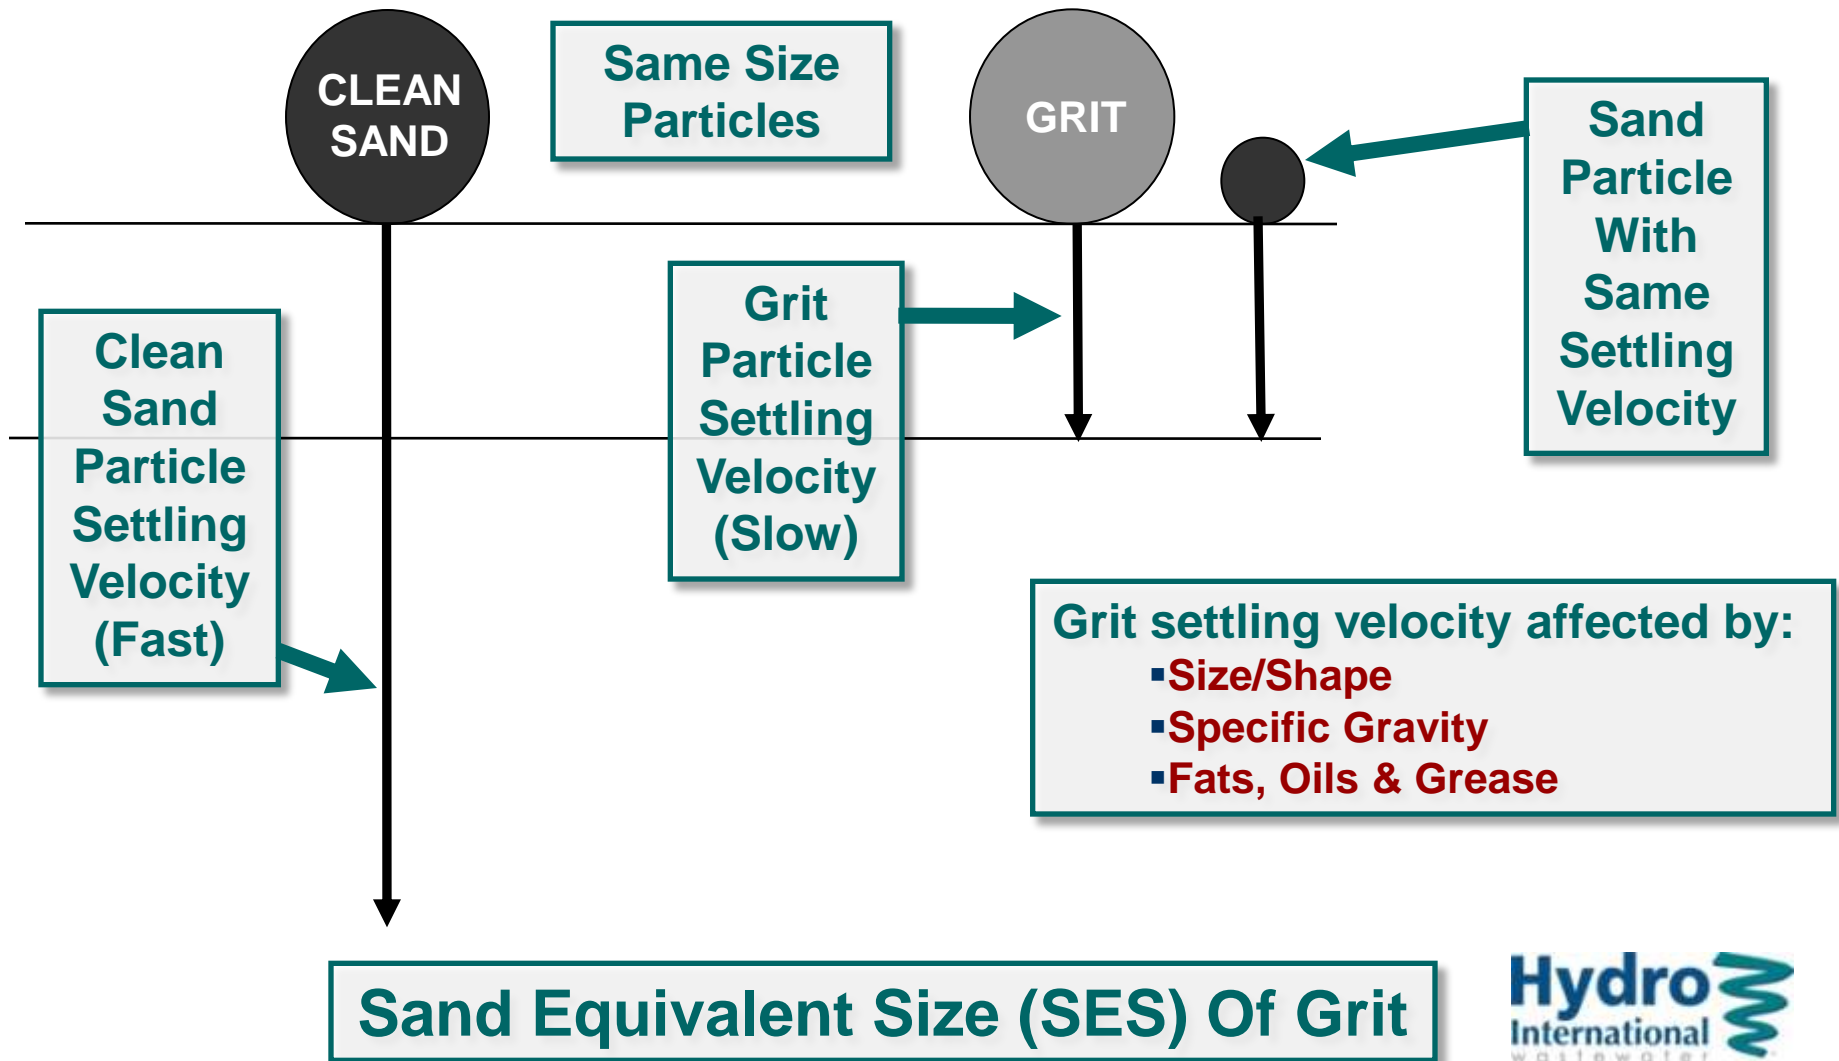 CLEAN
SAND
Same Size
Particles
GRIT
Sand
Particle
With
Same
Settling
Velocity
Clean
Sand
Particle
Settling
Velocity
(Fast)
Grit
Particle
Settling
Velocity
(Slow)
Grit settling velocity affected by:
▪Size/Shape
▪Specific Gravity
▪Fats, Oils & Grease
Sand Equivalent Size (SES) Of Grit
Hydro
International
wastewater